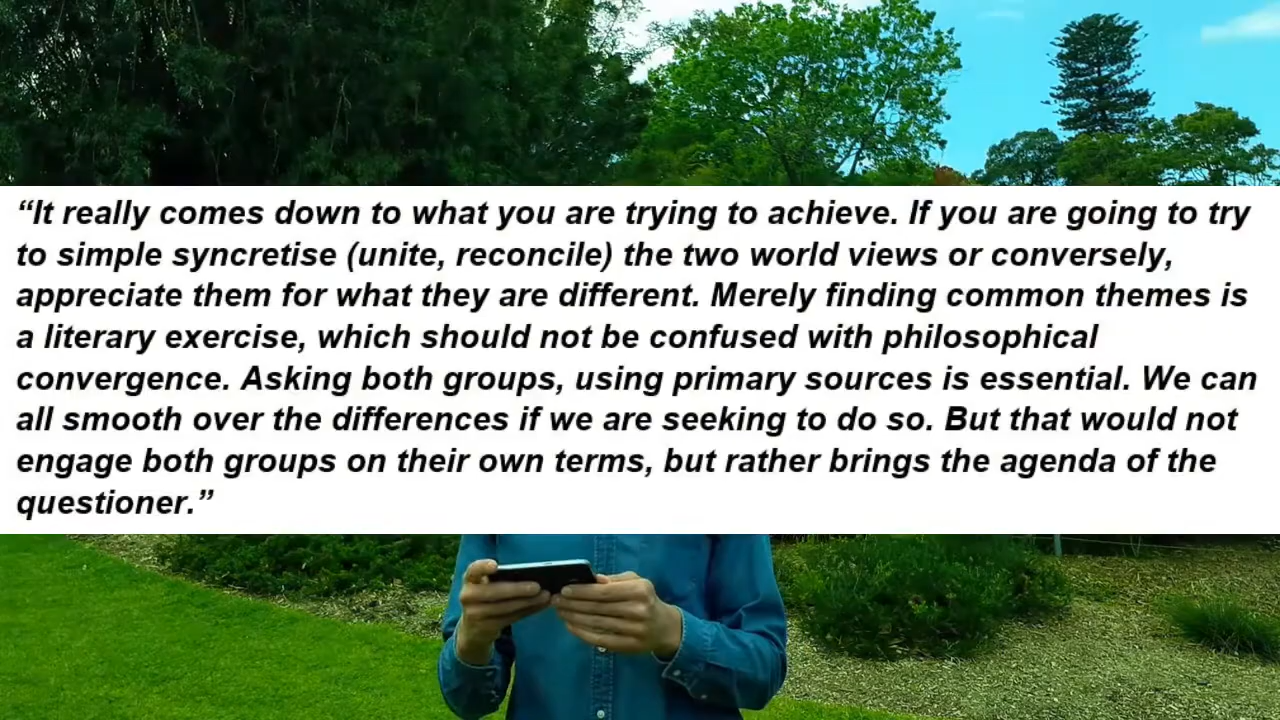 “It really comes down to what you are trying to achieve. If you are going to try
to simple syncretise (unite, reconcile) the two world views or conversely,
appreciate them for what they are different. Merely finding common themes is
a literary exercise, which should not be confused with philosophical
convergence. Asking both groups, using primary sources is essential. We can
all smooth over the differences if we are seeking to do so. But that would not
engage both groups on their own terms, but rather brings the agenda of the
questioner.”